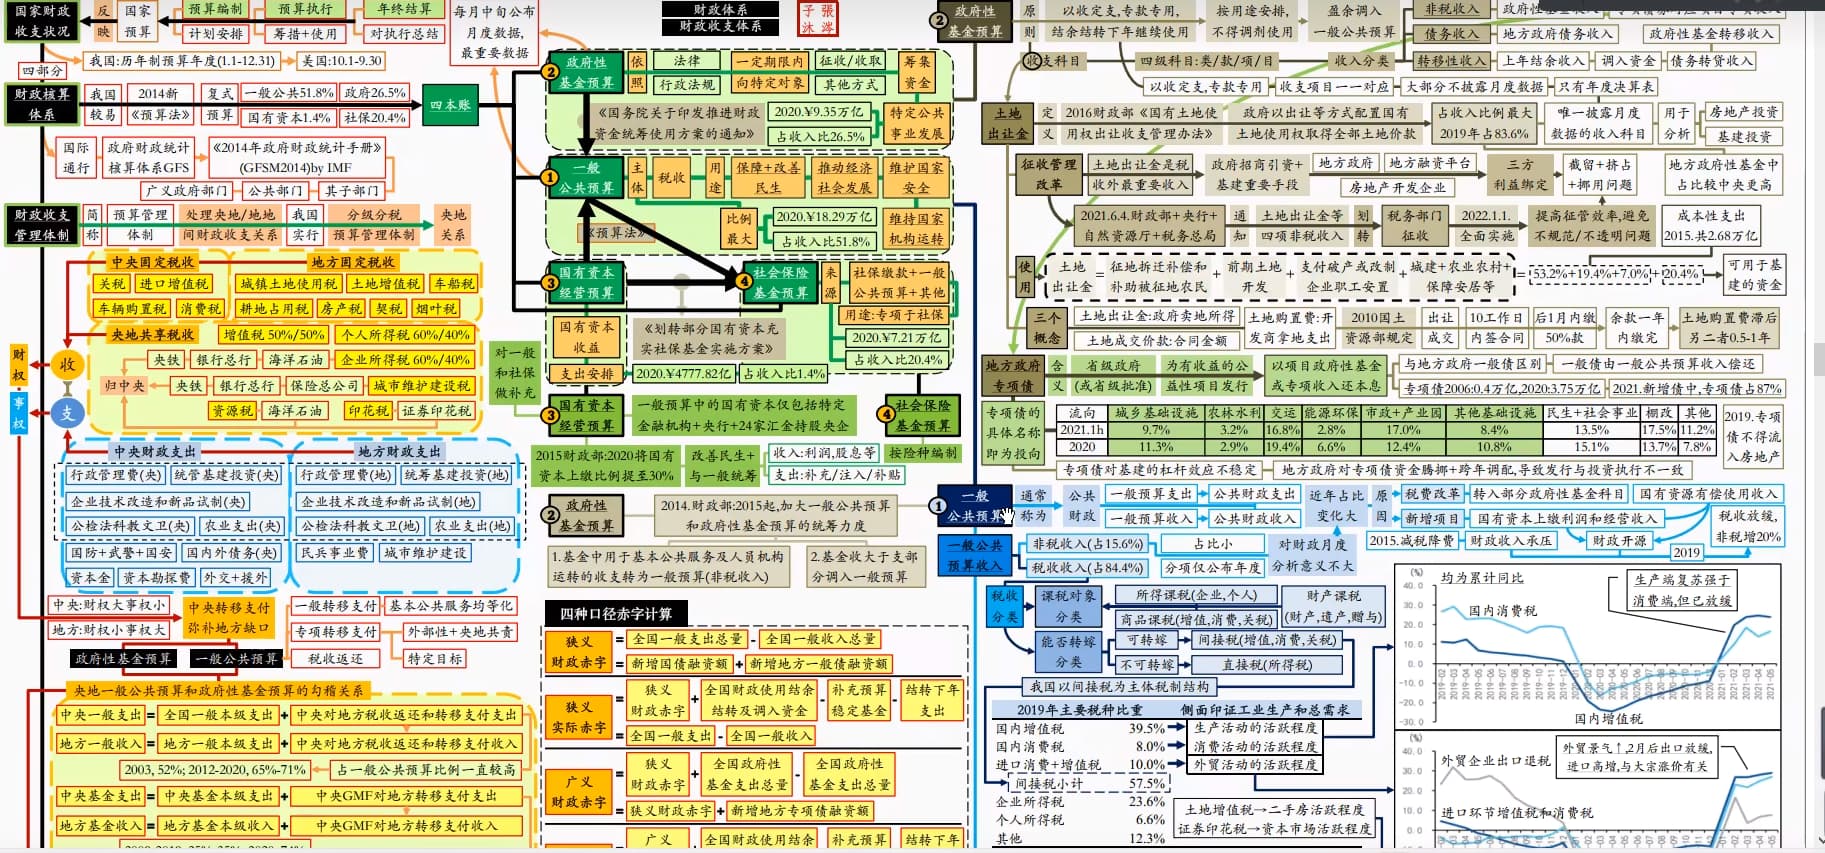 财政体系
财政收支体系
子 張
沐 澪
国家财政
收支状况
反
映
国家
预算
预算编制
预算执行
年终结算
计划安排
筹措+使用
对执行总结
每月中旬公布
月度数据,
最重要数据
我国:历年制预算年度(1.1-12.31)
美国:10.1-9.30
四部分
财政核算
体系
我国
较易
2014新
《预算法》
复式
预算
一般公共51.8%
政府26.5%
国有资本1.4%
社保20.4%
四本账
国际
通行
政府财政统计
核算体系GFS
《2014年政府财政统计手册》
(GFSM2014)by IMF
广义政府部门
公共部门
其子部门
财政收支
管理体制
简
称
预算管理
体制
处理央地/地地
间财政收支关系
我国
实行
分级分税
预算管理体制
央地
关系
中央固定税收
关税
进口增值税
车辆购置税
消费税
地方固定税收
城镇土地使用税
土地增值税
车船税
耕地占用税
房产税
契税
烟叶税
央地共享税收
增值税 50%/50%
个人所得税 60%/40%
央铁
银行总行
海洋石油
企业所得税 60%/40%
归中央
央铁
银行总行
保险总公司
城市维护建设税
资源税
海洋石油
印花税
证券印花税
财
权
收
事
权
支
中央财政支出
行政管理费(央)
统管基建投资(央)
企业技术改造和新品试制(央)
公检法科教文卫(央)
农业支出(央)
国防+武警+国安
国内外债务(央)
资本金
资本勘探费
外交+援外
地方财政支出
行政管理费(地)
统筹基建投资(地)
企业技术改造和新品试制(地)
公检法科教文卫(地)
农业支出(地)
民兵事业费
城市维护建设
中央:财权大事权小
地方:财权小事权大
中央转移支付
弥补地方缺口
一般转移支付
基本公共服务均等化
专项转移支付
外部性+央地共责
税收返还
特定目标
政府性基金预算
一般公共预算
央地一般公共预算和政府性基金预算的勾稽关系
中央一般支出=全国一般本级支出+中央对地方税收返还和转移支付支出
地方一般收入=地方一般本级支出+中央对地方税收返还和转移支付收入
2003, 52%; 2012-2020, 65%-71%
占一般公共预算比例一直较高
中央基金支出=中央基金本级支出+中央GMF对地方转移支付支出
地方基金收入=地方基金本级收入+中央GMF对地方转移支付收入
②
政府性
基金预算
依
照
法律
行政法规
一定期限内
向特定对象
征收/收取
其他方式
筹集
资金
《国务院关于印发推进财政
资金统筹使用方案的通知》
2020.¥9.35万亿
占收入比26.5%
特定公共
事业发展
①
一般
公共预算
主
体
税收
用
途
保障+改善
民生
推动经济
社会发展
维护国家
安全
比例
最大
2020.¥18.29万亿
占收入比51.8%
维持国家
机构运转
《预算法》
③
国有资本
经营预算
④
社会保险
基金预算
来
源
社保缴款+一般
公共预算+其他
用途:专项于社保
国有资本
收益
支出安排
《划转部分国有资本充
实社保基金实施方案》
2020.¥7.21万亿
占收入比20.4%
2020.¥4777.82亿
占收入比1.4%
对一般
和社保
做补充
③
国有资本
经营预算
一般预算中的国有资本仅包括特定
金融机构+央行+24家汇金持股央企
④
社会保险
基金预算
按险种编制
2015财政部:2020将国有
资本上缴比例提至30%
改善民生+
与一般统筹
收入:利润,股息等
支出:补充/注入/补贴
②
政府性
基金预算
2014.财政部:2015起,加大一般公共预算
和政府性基金预算的统筹力度
1.基金中用于基本公共服务及人员机构
运转的收支转为一般预算(非税收入)
2.基金收大于支部
分调入一般预算
四种口径赤字计算
狭义
财政赤字
=全国一般支出总量-全国一般收入总量
=新增国债融资额+新增地方一般债融资额
狭义
实际赤字
=狭义
财政赤字
+全国财政使用结余
结转及调入资金
-补充预算
稳定基金
-结转下年
支出
=全国一般支出-全国一般收入
广义
财政赤字
=狭义
财政赤字
+全国政府性
基金支出总量
-全国政府性
基金支出总量
=狭义财政赤字+新增地方专项债融资额
广义
全国财政使用结余
补充预算
结转下年
②
政府性
基金预算
原
则
以收定支,专款专用,
结余结转下年继续使用
按用途安排,
不得调剂使用
盈余调入
一般公共预算
非税收入
债务收入
地方政府债务收入
政府性基金转移收入
转移性收入
上年结余收入
调入资金
债务转贷收入
收支科目
四级科目:类/款/项/目
收入分类
以收定支,专款专用
收支项目一一对应
大部分不披露月度数据
只有年度决算表
土地
出让金
定
义
2016财政部《国有土地使
用权出让收支管理办法》
政府以出让等方式配置国有
土地使用权取得全部土地价款
占收入比例最大
2019年占83.6%
唯一披露月度
数据的收入科目
用于
分析
房地产投资
基建投资
征收管理
改革
土地出让金是税
收外最重要收入
政府招商引资+
基建重要手段
地方政府
地方融资平台
房地产开发企业
三方
利益绑定
截留+挤占
+挪用问题
地方政府性基金中
占比较中央更高
2021.6.4.财政部+央行+
自然资源厅+税务总局
通
知
土地出让金等
四项非税收入
划
转
税务部门
征收
2022.1.1.
全面实施
提高征管效率,避免
不规范/不透明问题
成本性支出
2015.共2.68万亿
使
用
土地
出让金
=征地拆迁补偿和
补助被征地农民
+前期土地
开发
+支付破产或改制
企业职工安置
+城建+农业农村+
保障安居等
=53.2%+19.4%+7.0%+20.4%
可用于基
建的资金
三个
概念
土地出让金:政府卖地所得
土地成交价款:合同金额
土地购置费:开
发商拿地支出
2010国土
资源部规定
出让
成交
10工作日
内签合同
后1月内缴
50%款
余款一年
内缴定
土地购置费滞后
另二者0.5-1年
地方政府
专项债
含
义
省级政府
(或省级批准)
为有收益的公
益性项目发行
以项目政府性基金
或专项收入还本息
与地方政府一般债区别
一般债由一般公共预算收入偿还
专项债2006:0.4万亿,2020:3.75万亿
2021.新增债中,专项债占87%
专项债的
具体名称
即为投向
流向 城乡基础设施 农林水利 交运 能源环保 市政+产业园 其他基础设施 民生+社会事业 棚改 其他
2021.1h 9.7% 3.2% 16.8% 2.8% 17.0% 8.4% 13.5% 17.5% 11.2%
2020 11.3% 2.9% 19.4% 6.6% 12.4% 10.8% 15.1% 13.7% 7.8%
2019.专项
债不得流
入房地产
专项债对基建的杠杆效应不稳定
地方政府对专项债资金腾挪+跨年调配,导致发行与投资执行不一致
①
一般
公共预算
通常
称为
公共
财政
一般预算支出
公共财政支出
一般预算收入
公共财政收入
近年占比
变化大
原
因
税费改革
转入部分政府性基金科目
国有资源有偿使用收入
新增项目
国有资本上缴利润和经营收入
税收放缓,
非税增20%
2015.减税降费
财政收入承压
财政开源
2019
一般公共
预算收入
非税收入(占15.6%)
占比小
税收收入(占84.4%)
分项仅公布年度
对财政月度
分析意义不大
税收
分类
课税对象
分类
所得课税(企业,个人)
商品课税(增值,消费,关税)
财产课税
(财产,遗产,赠与)
能否转嫁
分类
可转嫁
间接税(增值,消费,关税)
不可转嫁
直接税(所得税)
我国以间接税为主体税制结构
2019年主要税种比重
侧面印证工业生产和总需求
国内增值税 39.5%
生产活动的活跃程度
国内消费税 8.0%
消费活动的活跃程度
进口消费+增值税 10.0%
外贸活动的活跃程度
间接税小计 57.5%
企业所得税 23.6%
个人所得税 6.6%
其他 12.3%
土地增值税→二手房活跃程度
证券印花税→资本市场活跃程度
(%)
均为累计同比
国内消费税
生产端复苏强于
消费端,但已放缓
40.0
30.0
20.0
10.0
0.0
-10.0
-20.0
-30.0
国内增值税
(%)
外贸企业出口退税
外贸景气↑,2月后出口放缓,
进口高增,与大宗涨价有关
40.0
30.0
20.0
10.0
0.0
进口环节增值税和消费税